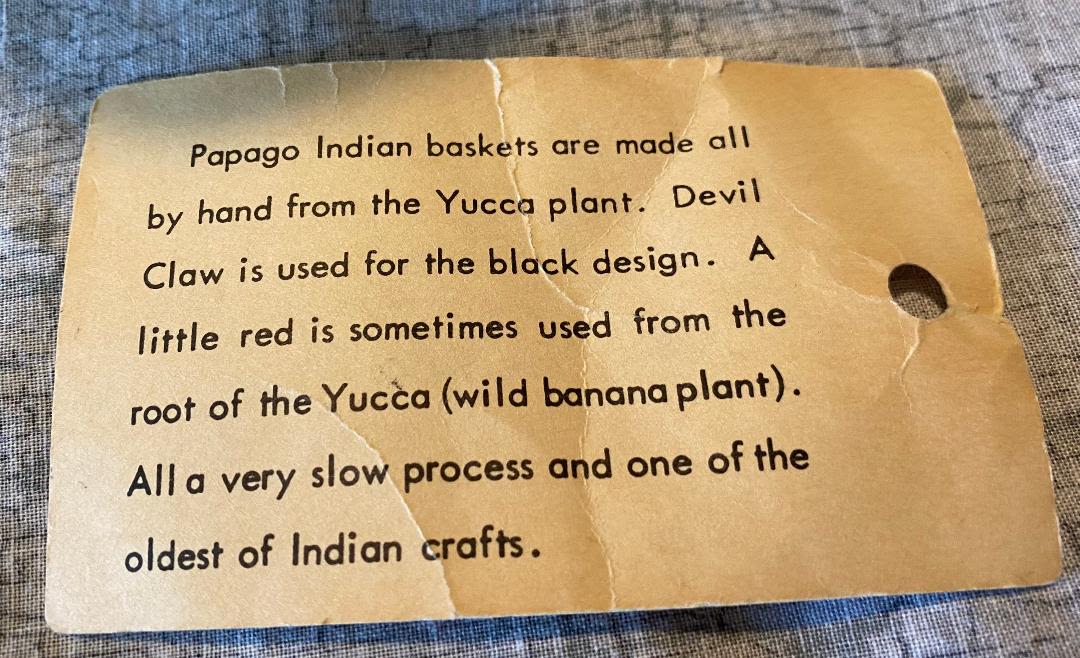 Papago Indian baskets are made all
by hand from the Yucca plant. Devil
Claw is used for the black design. A
little red is sometimes used from the
root of the Yucca (wild banana plant).
All a very slow process and one of the
oldest of Indian crafts.